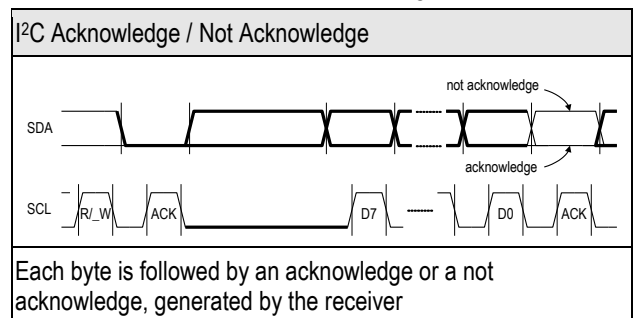 I²C Acknowledge / Not Acknowledge
not acknowledge
SDA
acknowledge
SCL R/_W ACK D7 D0 ACK
Each byte is followed by an acknowledge or a not
acknowledge, generated by the receiver